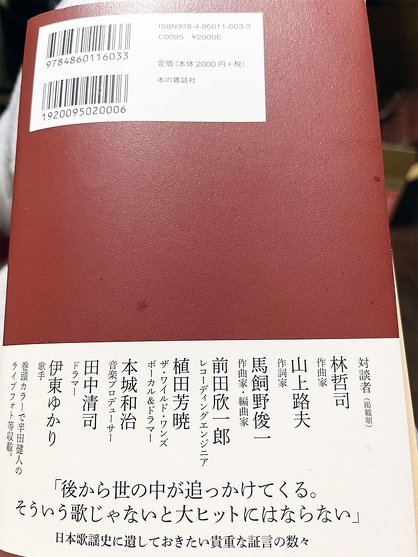 ISBN978-4-86011-603-3
C0095 ¥2000E
定価（本体2000円＋税）
本の雑誌社
9784860116033
1920095020006
対談者（掲載順）
林哲司
作曲家
山上路夫
作詞家
馬飼野俊一
作曲家・編曲家
前田欣一郎
レコーディングエンジニア
植田芳暁
ザ・ワイルド・ワンズ
ボーカル&ドラマー
本城和治
音楽プロデューサー
田中清司
ドラマー
伊東ゆかり
歌手
巻頭カラーで半田健人の
ライブフォト等収載。
「後から世の中が追っかけてくる。
そういう歌じゃないと大ヒットにはならない」
日本歌謡史に遺しておきたい貴重な証言の数々